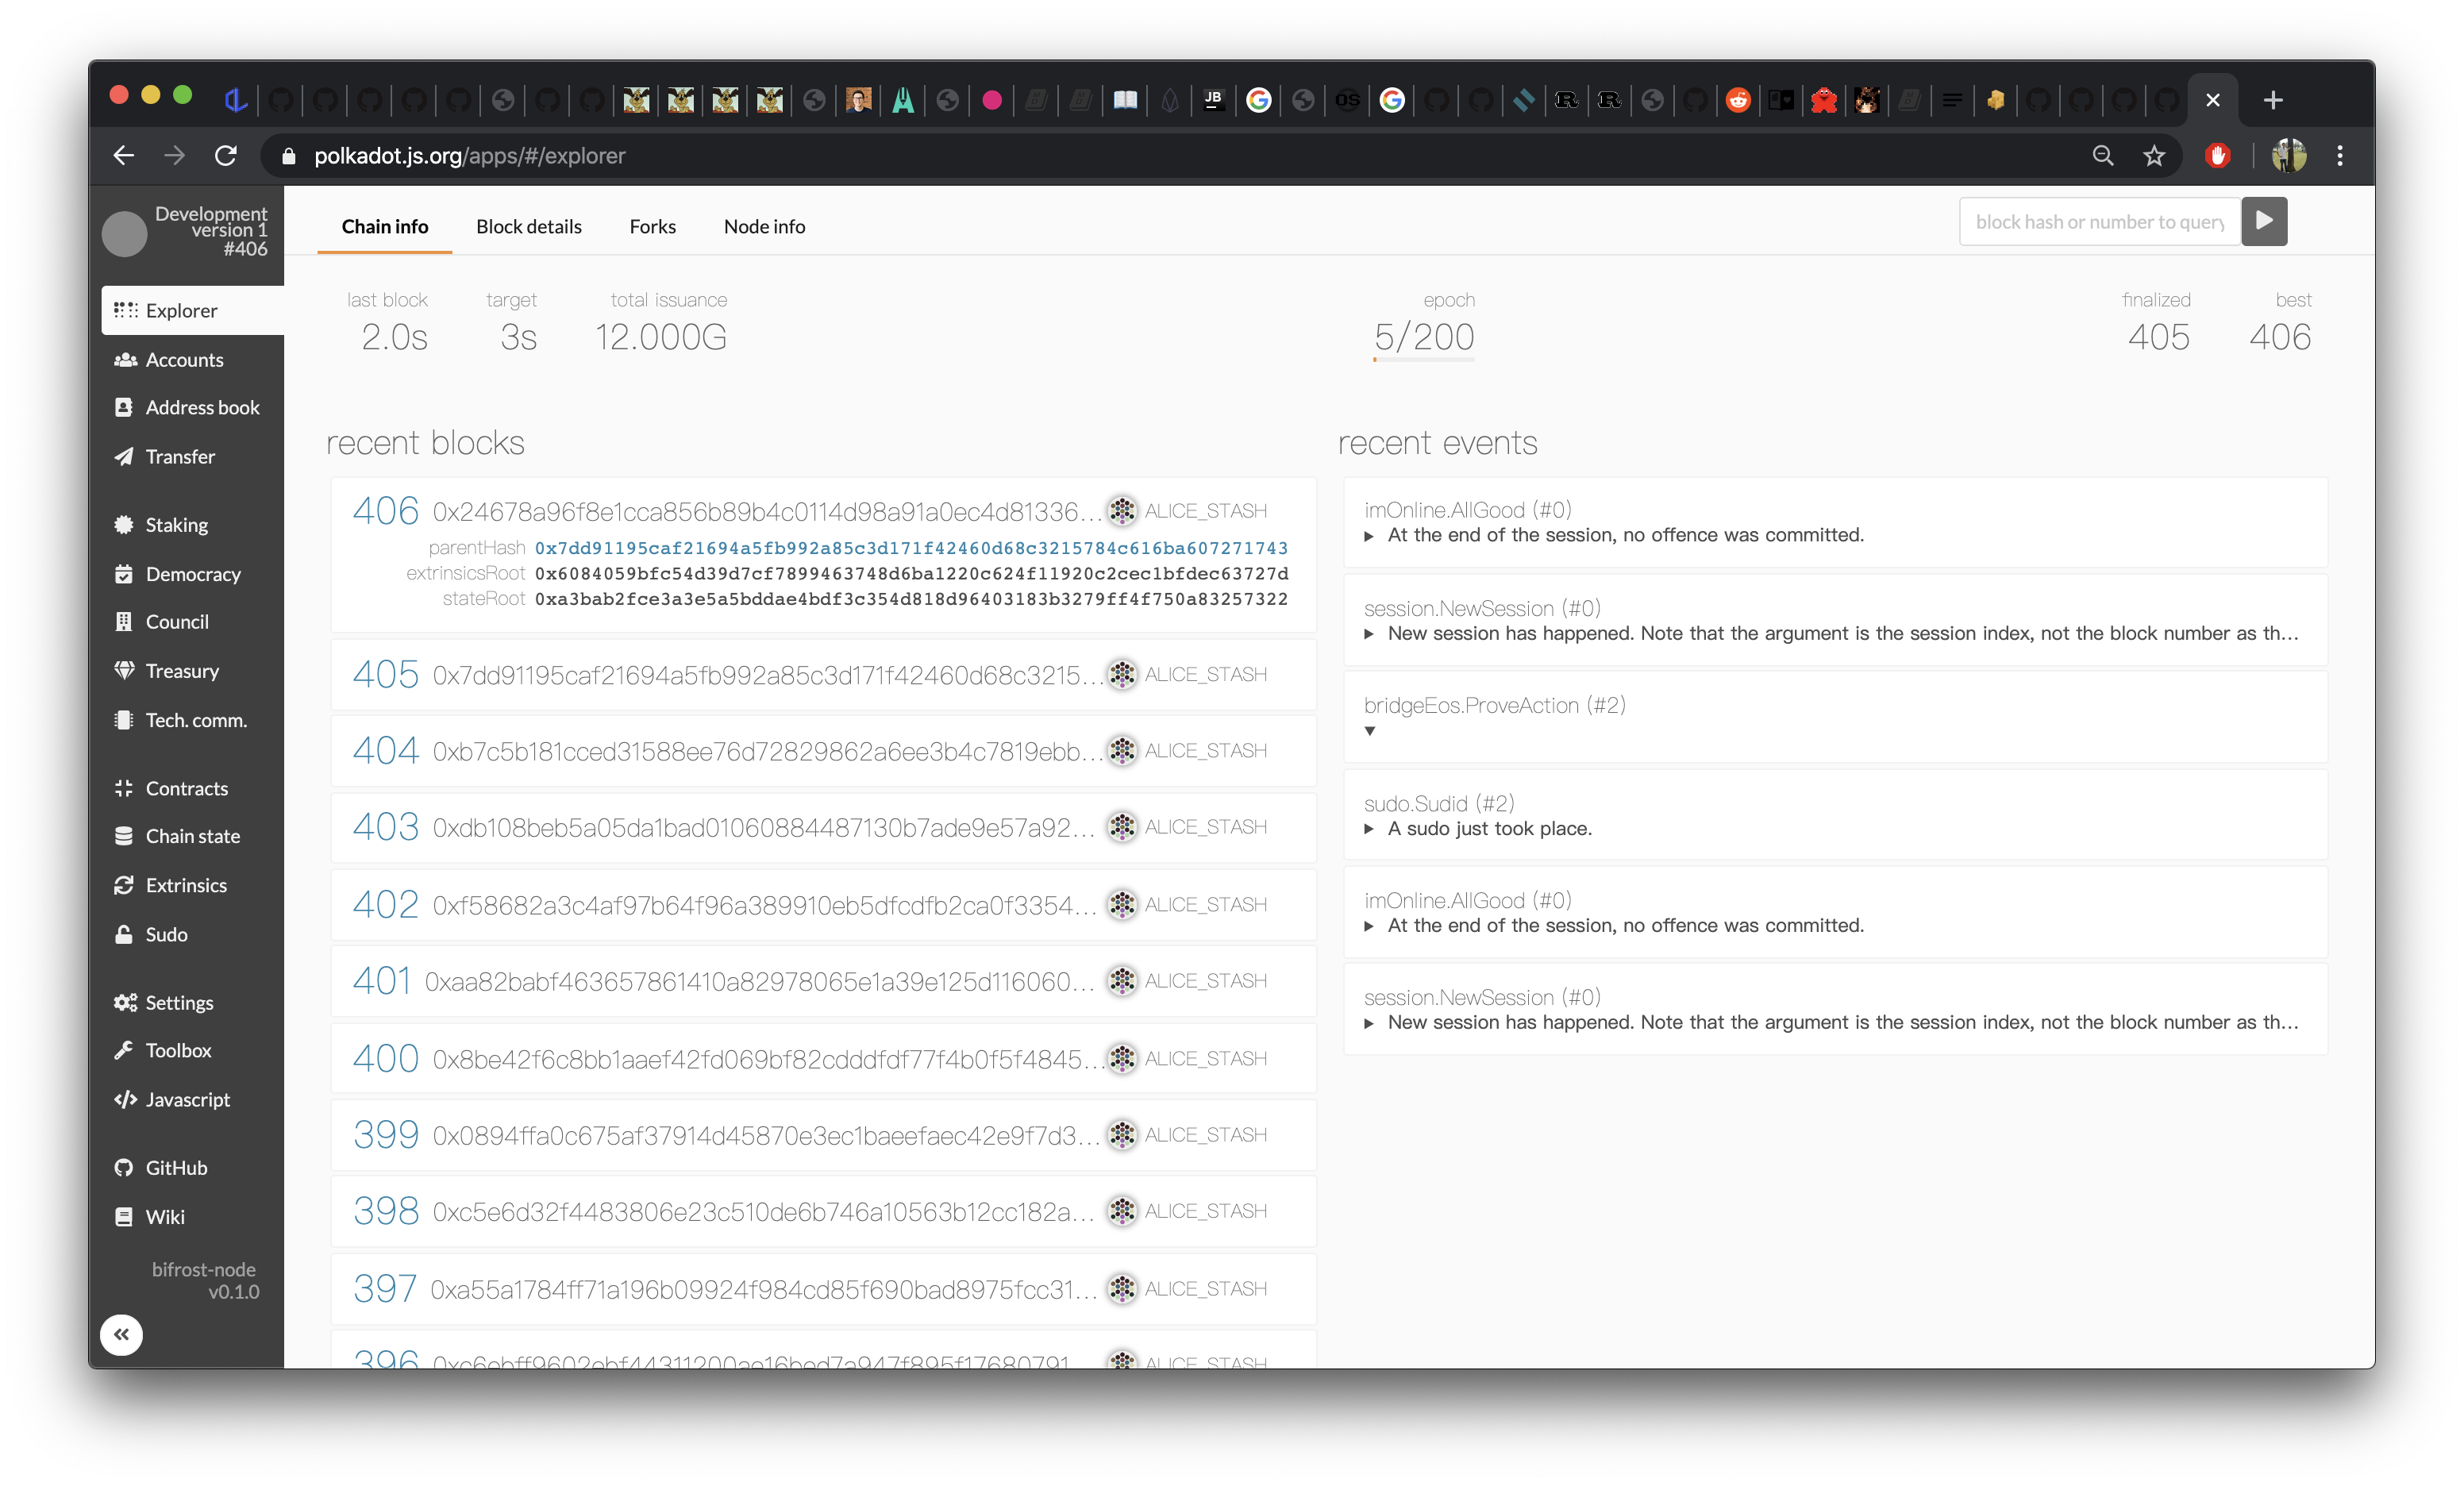 JB
OS
polkadot.js.org/apps/#/explorer
Development
version 1
#406
Chain info
Block details
Forks
Node info
block hash or number to query
last block
2.0s
target
3s
total issuance
12.000G
epoch
5/200
finalized
405
best
406
Explorer
Accounts
Address book
Transfer
Staking
Democracy
Council
Treasury
Tech. comm.
Contracts
Chain state
Extrinsics
Sudo
Settings
Toolbox
Javascript
GitHub
Wiki
bifrost-node
v0.1.0
recent blocks
406 0x24678a96f8e1cca856b89b4c0114d98a91a0ec4d81336... ALICE_STASH
parentHash 0x7dd91195caf21694a5fb992a85c3d171f42460d68c3215784c616ba607271743
extrinsicsRoot 0x6084059bfc54d39d7cf7899463748d6ba1220c624f11920c2cec1bfdec63727d
stateRoot 0xa3bab2fce3a3e5a5bddae4bdf3c354d818d96403183b3279ff4f750a83257322
405 0x7dd91195caf21694a5fb992a85c3d171f42460d68c3215... ALICE_STASH
404 0xb7c5b181cced31588ee76d72829862a6ee3b4c7819ebb... ALICE_STASH
403 0xdb108beb5a05da1bad01060884487130b7ade9e57a92... ALICE_STASH
402 0xf58682a3c4af97b64f96a389910eb5dfcdfb2ca0f3354... ALICE_STASH
401 0xaa82babf463657861410a82978065e1a39e125d116060... ALICE_STASH
400 0x8be42f6c8bb1aaef42fd069bf82cdddfdf77f4b0f5f4845... ALICE_STASH
399 0x0894ffa0c675af37914d45870e3ec1baeefaec42e9f7d3... ALICE_STASH
398 0xc5e6d32f4483806e23c510de6b746a10563b12cc182a... ALICE_STASH
397 0xa55a1784ff71a196b09924f984cd85f690bad8975fcc31... ALICE_STASH
396 0xc6ebff9602ebf44311200ae16bed7a947f895f17680791... ALICE_STASH
recent events
imOnline.AllGood (#0)
At the end of the session, no offence was committed.
session.NewSession (#0)
New session has happened. Note that the argument is the session index, not the block number as th...
bridgeEos.ProveAction (#2)
sudo.Sudid (#2)
A sudo just took place.
imOnline.AllGood (#0)
At the end of the session, no offence was committed.
session.NewSession (#0)
New session has happened. Note that the argument is the session index, not the block number as th...